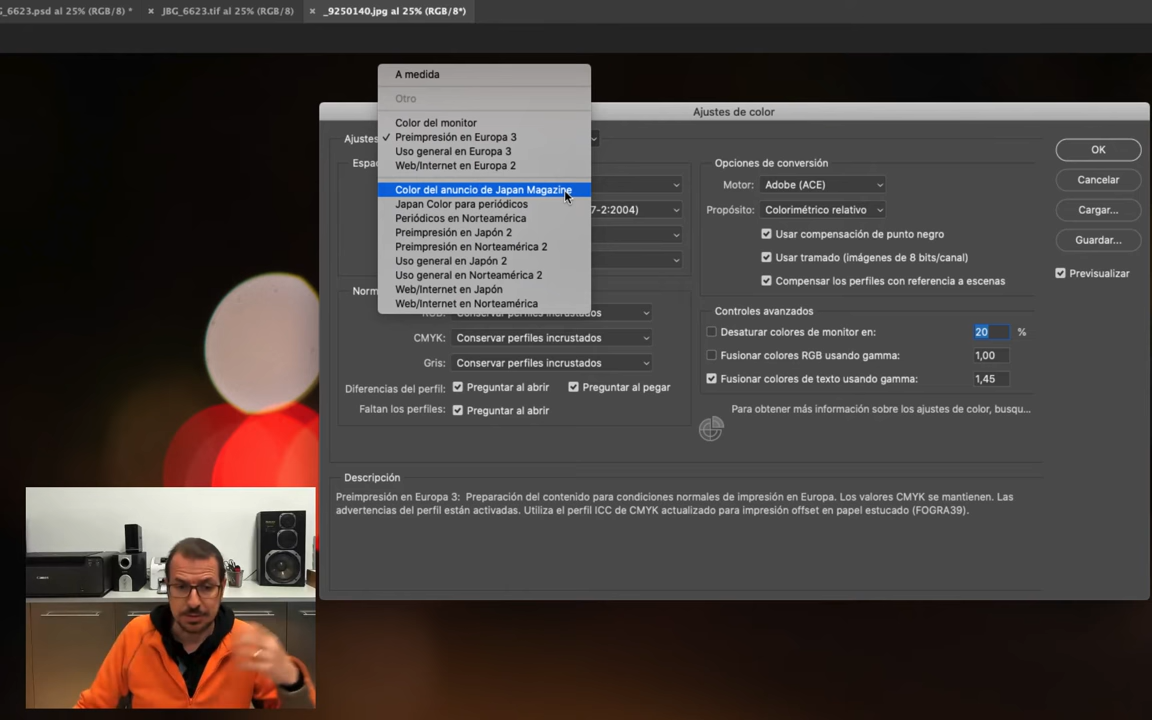 G_6623.psd al 25% (RGB/8) *
JBG_6623.tif al 25% (RGB/8)
_9250140.jpg al 25% (RGB/8*)
Ajustes de color
A medida
Otro
Color del monitor
Ajustes
Preimpresión en Europa 3
Uso general en Europa 3
Web/Internet en Europa 2
Color del anuncio de Japan Magazine
Japan Color para periódicos
Periódicos en Norteamérica
Preimpresión en Japón 2
Preimpresión en Norteamérica 2
Uso general en Japón 2
Uso general en Norteamérica 2
Web/Internet en Japón
Web/Internet en Norteamérica
Espa
7-2:2004)
Norm
Conservar perfiles incrustados
CMYK: Conservar perfiles incrustados
Gris: Conservar perfiles incrustados
Diferencias del perfil: Preguntar al abrir Preguntar al pegar
Faltan los perfiles: Preguntar al abrir
Opciones de conversión
Motor: Adobe (ACE)
Propósito: Colorimétrico relativo
Usar compensación de punto negro
Usar tramado (imágenes de 8 bits/canal)
Compensar los perfiles con referencia a escenas
Controles avanzados
Desaturar colores de monitor en: 20 %
Fusionar colores RGB usando gamma: 1,00
Fusionar colores de texto usando gamma: 1,45
Para obtener más información sobre los ajustes de color, busqu...
OK
Cancelar
Cargar...
Guardar...
Previsualizar
Descripción
Preimpresión en Europa 3: Preparación del contenido para condiciones normales de impresión en Europa. Los valores CMYK se mantienen. Las
advertencias del perfil están activadas. Utiliza el perfil ICC de CMYK actualizado para impresión offset en papel estucado (FOGRA39).